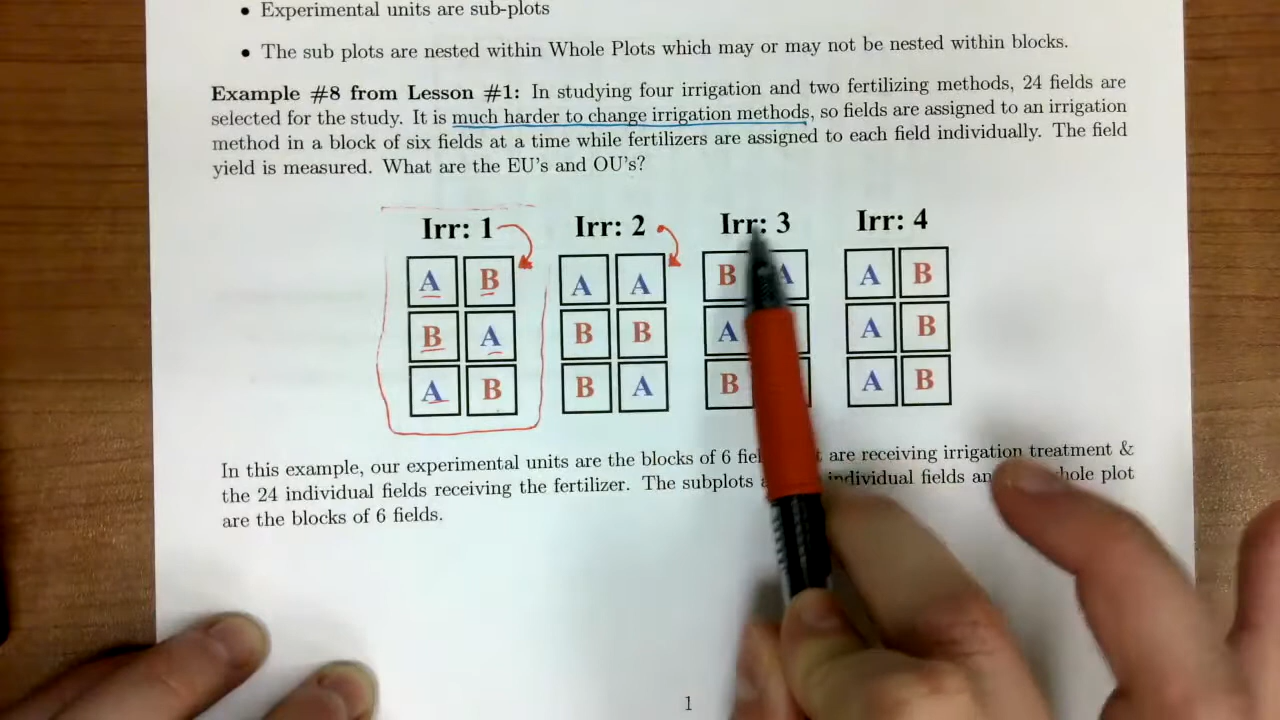 • Experimental units are sub-plots
• The sub plots are nested within Whole Plots which may or may not be nested within blocks.
Example #8 from Lesson #1: In studying four irrigation and two fertilizing methods, 24 fields are
selected for the study. It is much harder to change irrigation methods, so fields are assigned to an irrigation
method in a block of six fields at a time while fertilizers are assigned to each field individually. The field
yield is measured. What are the EU's and OU's?
Irr: 1 Irr: 2 Irr: 3 Irr: 4
A B A A B A A B
B A B B A A B
A B B A B A B
In this example, our experimental units are the blocks of 6 are receiving irrigation treatment &
the 24 individual fields receiving the fertilizer. The subplots individual fields plot
are the blocks of 6 fields.
1